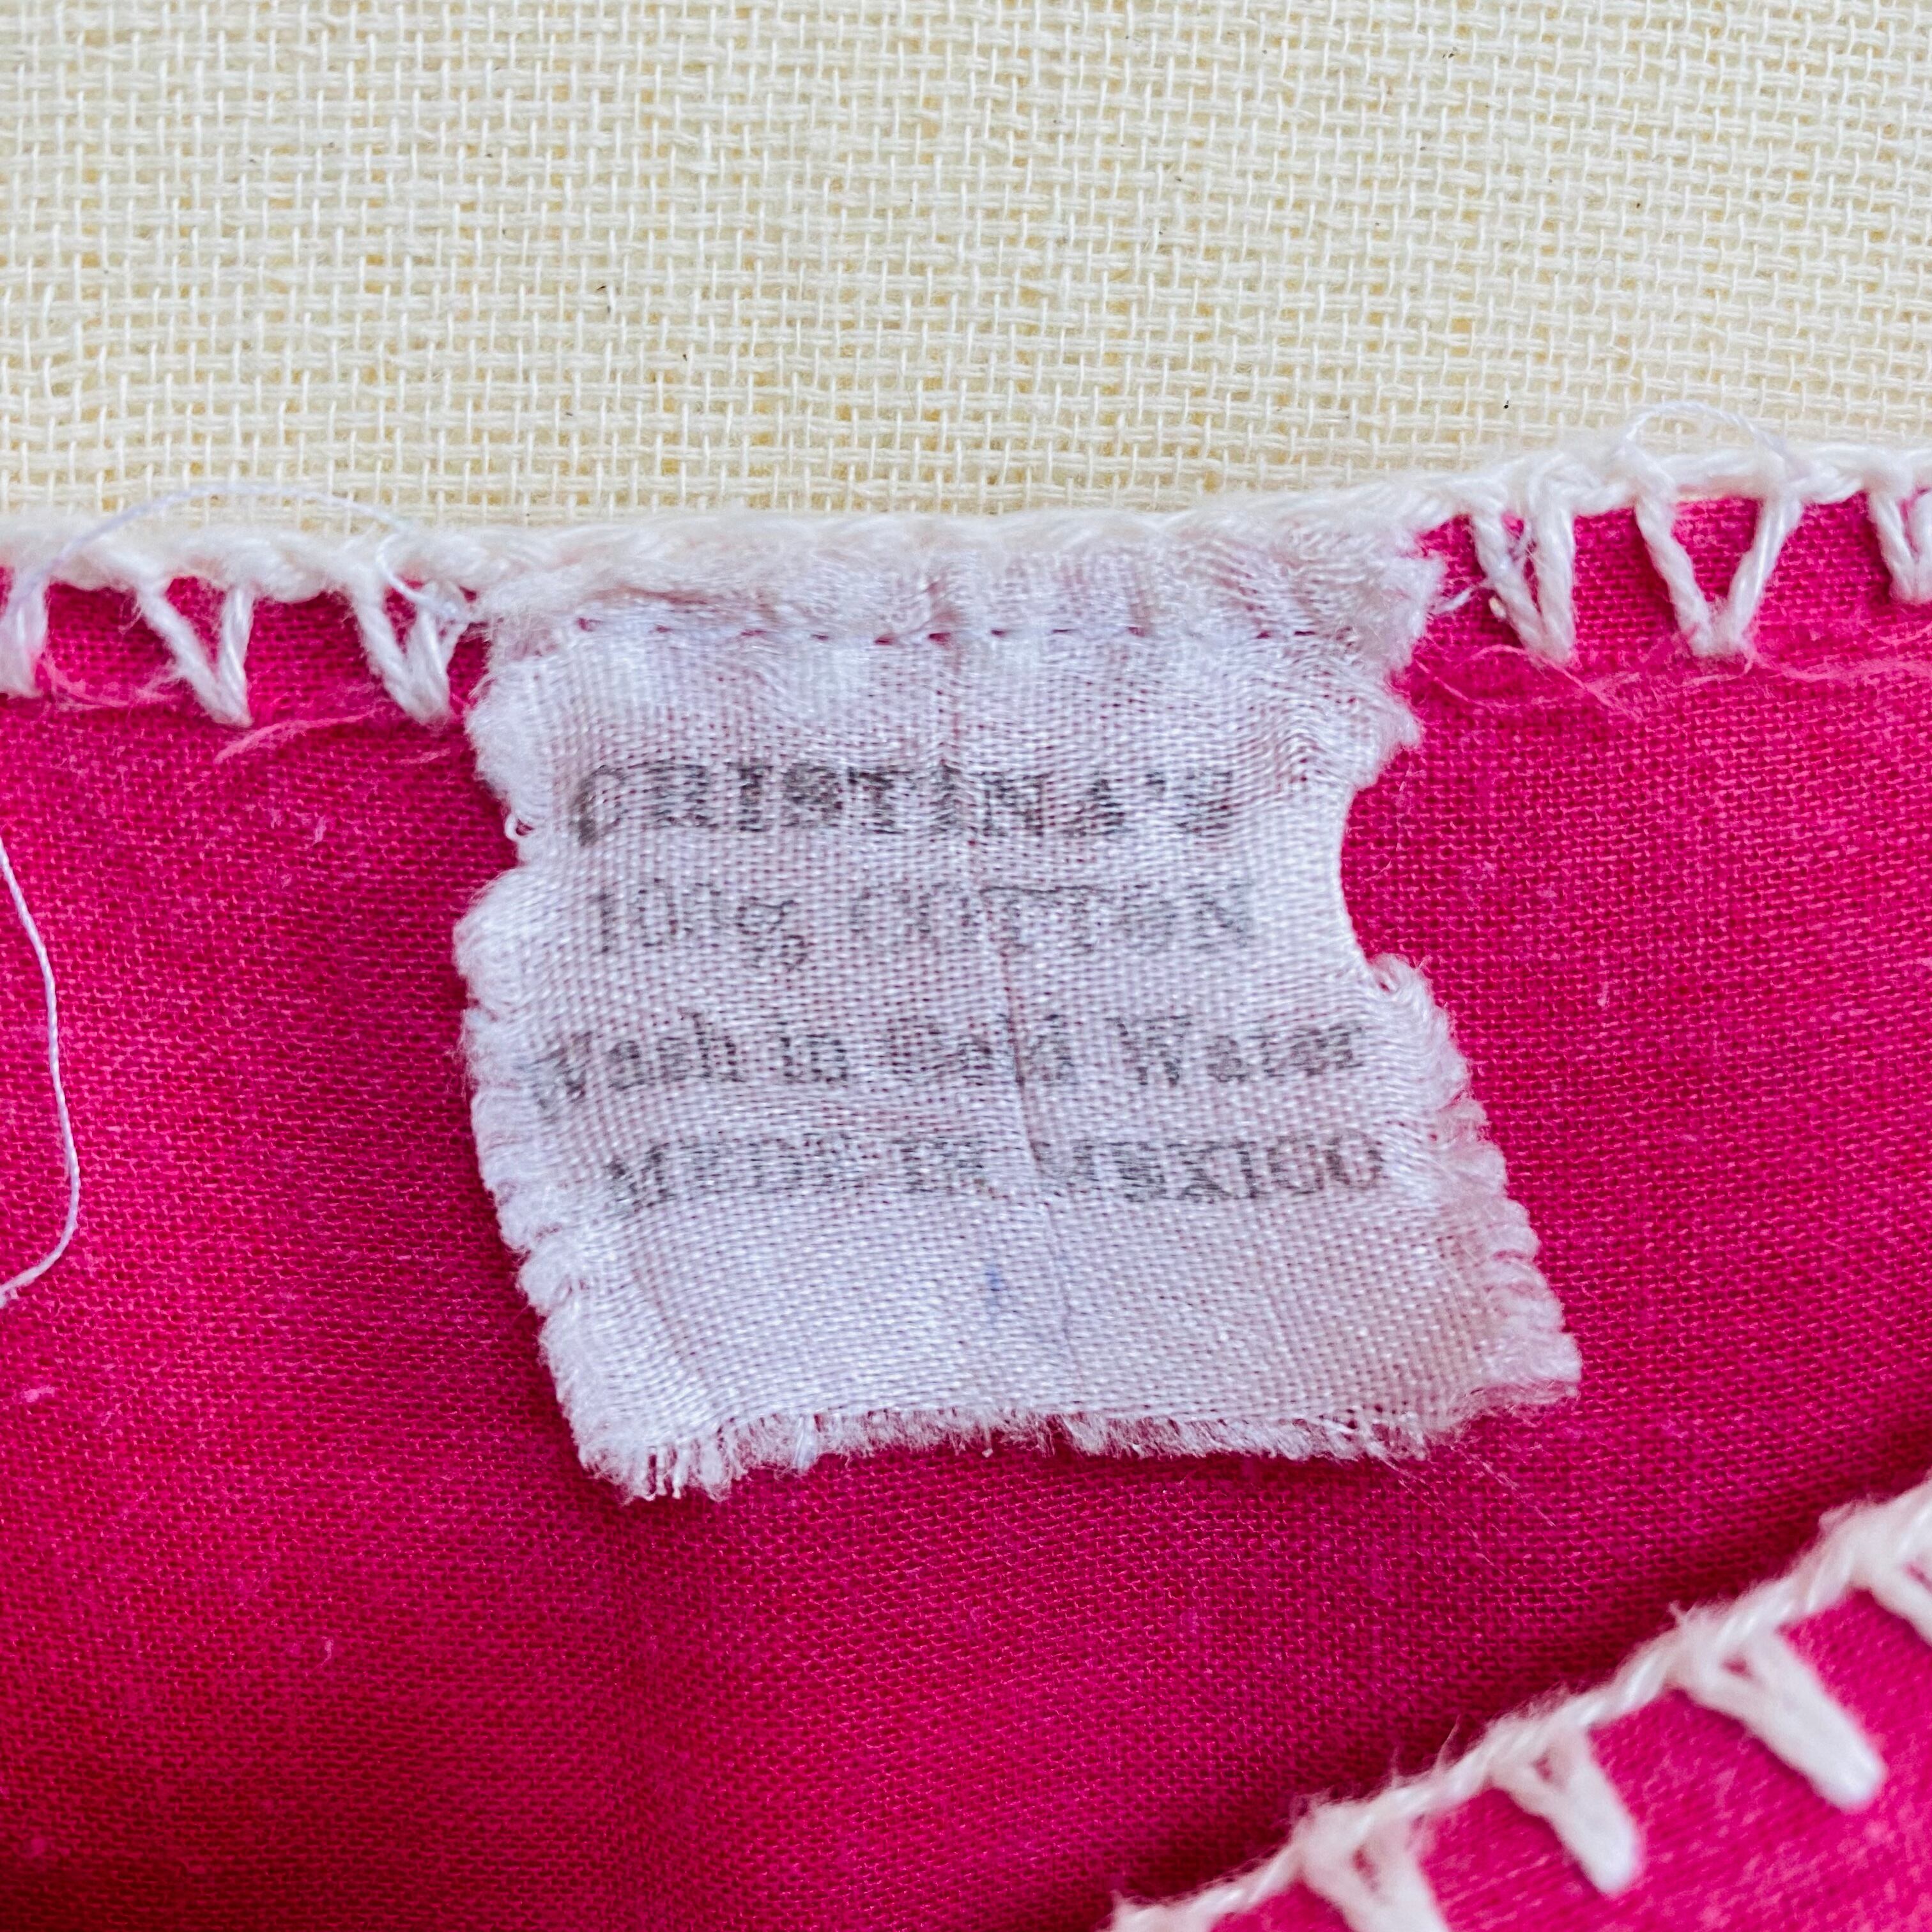 CRISTINA'S
100% COTTON
Wash in Cold Water
MADE IN MEXICO